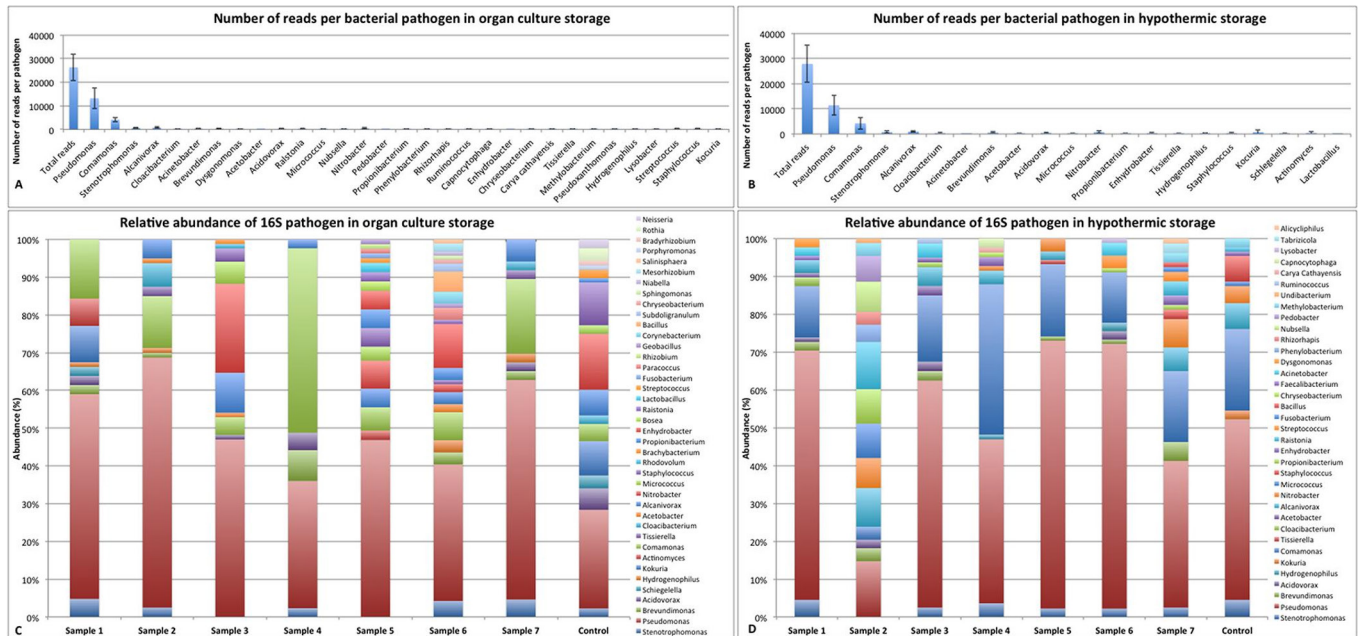 Number of reads per bacterial pathogen in organ culture storage
Number of reads per pathogen
40000
30000
20000
10000
0
Total reads
Pseudomonas
Comamonas
Stenotrophomonas
Alcanivorax
Cloacibacterium
Acinetobacter
Brevundimonas
Dysgonomonas
Acetobacter
Acidovorax
Ralstonia
Micrococcus
Nubsella
Nitrobacter
Pedobacter
Propionibacterium
Phenylobacterium
Rhizorhapis
Ruminococcus
Capnocytophaga
Enhydrobacter
Chryseobacterium
Carya cathayensis
Tissierella
Methylobacterium
Pseudoxanthomonas
Hydrogenophilus
Lysobacter
Streptococcus
Staphylococcus
Kocuria
A
Number of reads per bacterial pathogen in hypothermic storage
Number of reads per pathogen
40000
30000
20000
10000
0
Total reads
Pseudomonas
Comamonas
Stenotrophomonas
Alcanivorax
Cloacibacterium
Acinetobacter
Brevundimonas
Acetobacter
Acidovorax
Micrococcus
Nitrobacter
Propionibacterium
Enhydrobacter
Tissierella
Hydrogenophilus
Staphylococcus
Kocuria
Schlegelella
Actinomyces
Lactobacillus
B
Relative abundance of 16S pathogen in organ culture storage
Abundance (%)
100%
90%
80%
70%
60%
50%
40%
30%
20%
10%
0%
Sample 1
Sample 2
Sample 3
Sample 4
Sample 5
Sample 6
Sample 7
Control
C
Neisseria
Rothia
Bradyrhizobium
Porphyromonas
Salinisphaera
Mesorhizobium
Niabella
Sphingomonas
Chryseobacterium
Subdoligranulum
Bacillus
Corynebacterium
Geobacillus
Rhizobium
Paracoccus
Fusobacterium
Streptococcus
Lactobacillus
Raistonia
Bosea
Enhydrobacter
Propionibacterium
Brachybacterium
Rhodovolum
Staphylococcus
Micrococcus
Nitrobacter
Alcanivorax
Acetobacter
Cloacibacterium
Tissierella
Comamonas
Actinomyces
Kokuria
Hydrogenophilus
Schiegelella
Acidovorax
Brevundimonas
Pseudomonas
Stenotrophomonas
Relative abundance of 16S pathogen in hypothermic storage
Abundance (%)
100%
90%
80%
70%
60%
50%
40%
30%
20%
10%
0%
Sample 1
Sample 2
Sample 3
Sample 4
Sample 5
Sample 6
Sample 7
Control
D
Alicycliphilus
Tabrizicola
Lysobacter
Capnocytophaga
Carya Cathayensis
Ruminococcus
Undibacterium
Methylobacterium
Pedobacter
Nubsella
Rhizorhapis
Phenylobacterium
Dysgonomonas
Acinetobacter
Faecalibacterium
Chryseobacterium
Bacillus
Fusobacterium
Streptococcus
Raistonia
Enhydrobacter
Propionibacterium
Staphylococcus
Micrococcus
Nitrobacter
Alcanivorax
Acetobacter
Cloacibacterium
Tissierella
Comamonas
Kokuria
Hydrogenophilus
Acidovorax
Brevundimonas
Pseudomonas
Stenotrophomonas